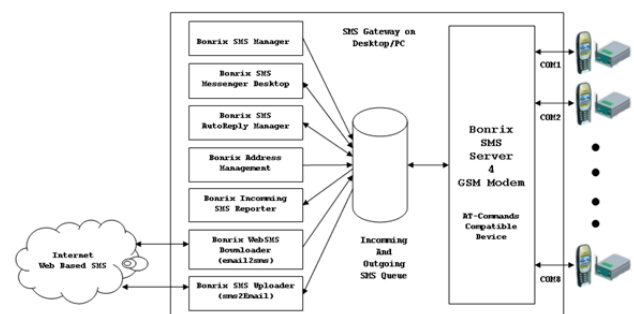 Bonrix SMS Manager
SMS Gateway on
Desktop/PC
Bonrix SMS
Messenger Desktop
Bonrix SMS
AutoReply Manager
Bonrix Address
Management
Bonrix Incomming
SMS Reporter
Bonrix WebSMS
Downloader
(email2sms)
Bonrix SMS Uploader
(sms2Email)
Internet
Web Based SMS
Incomming
And
Outgoing
SMS Queue
Bonrix
SMS
Server
4
GSM Modem
AT-Commands
Compatible
Device
COM1
COM2
COM8